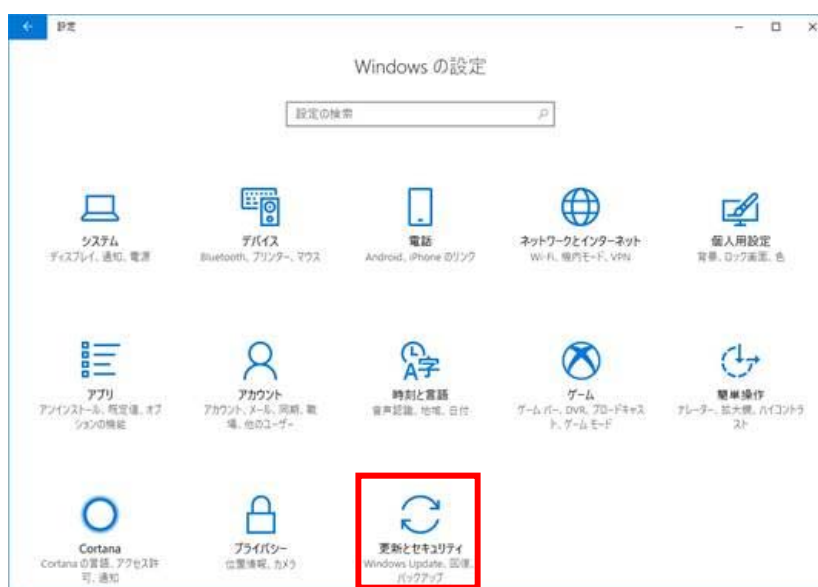 設定
Windows の設定
設定の検索
システム
ディスプレイ、通知、電源
デバイス
Bluetooth、プリンター、マウス
電話
Android、iPhone のリンク
ネットワークとインターネット
Wi-Fi、機内モード、VPN
個人用設定
背景、ロック画面、色
アプリ
アンインストール、既定値、オプ
ションの機能
アカウント
アカウント、メール、同期、職
場、他のユーザー
時刻と言語
音声認識、地域、日付
ゲーム
ゲーム バー、DVR、ブロードキャス
ト、ゲーム モード
簡単操作
ナレーター、拡大鏡、ハイコントラ
スト
Cortana
Cortana の言語、アクセス許
可、通知
プライバシー
位置情報、カメラ
更新とセキュリティ
Windows Update、回復、
バックアップ